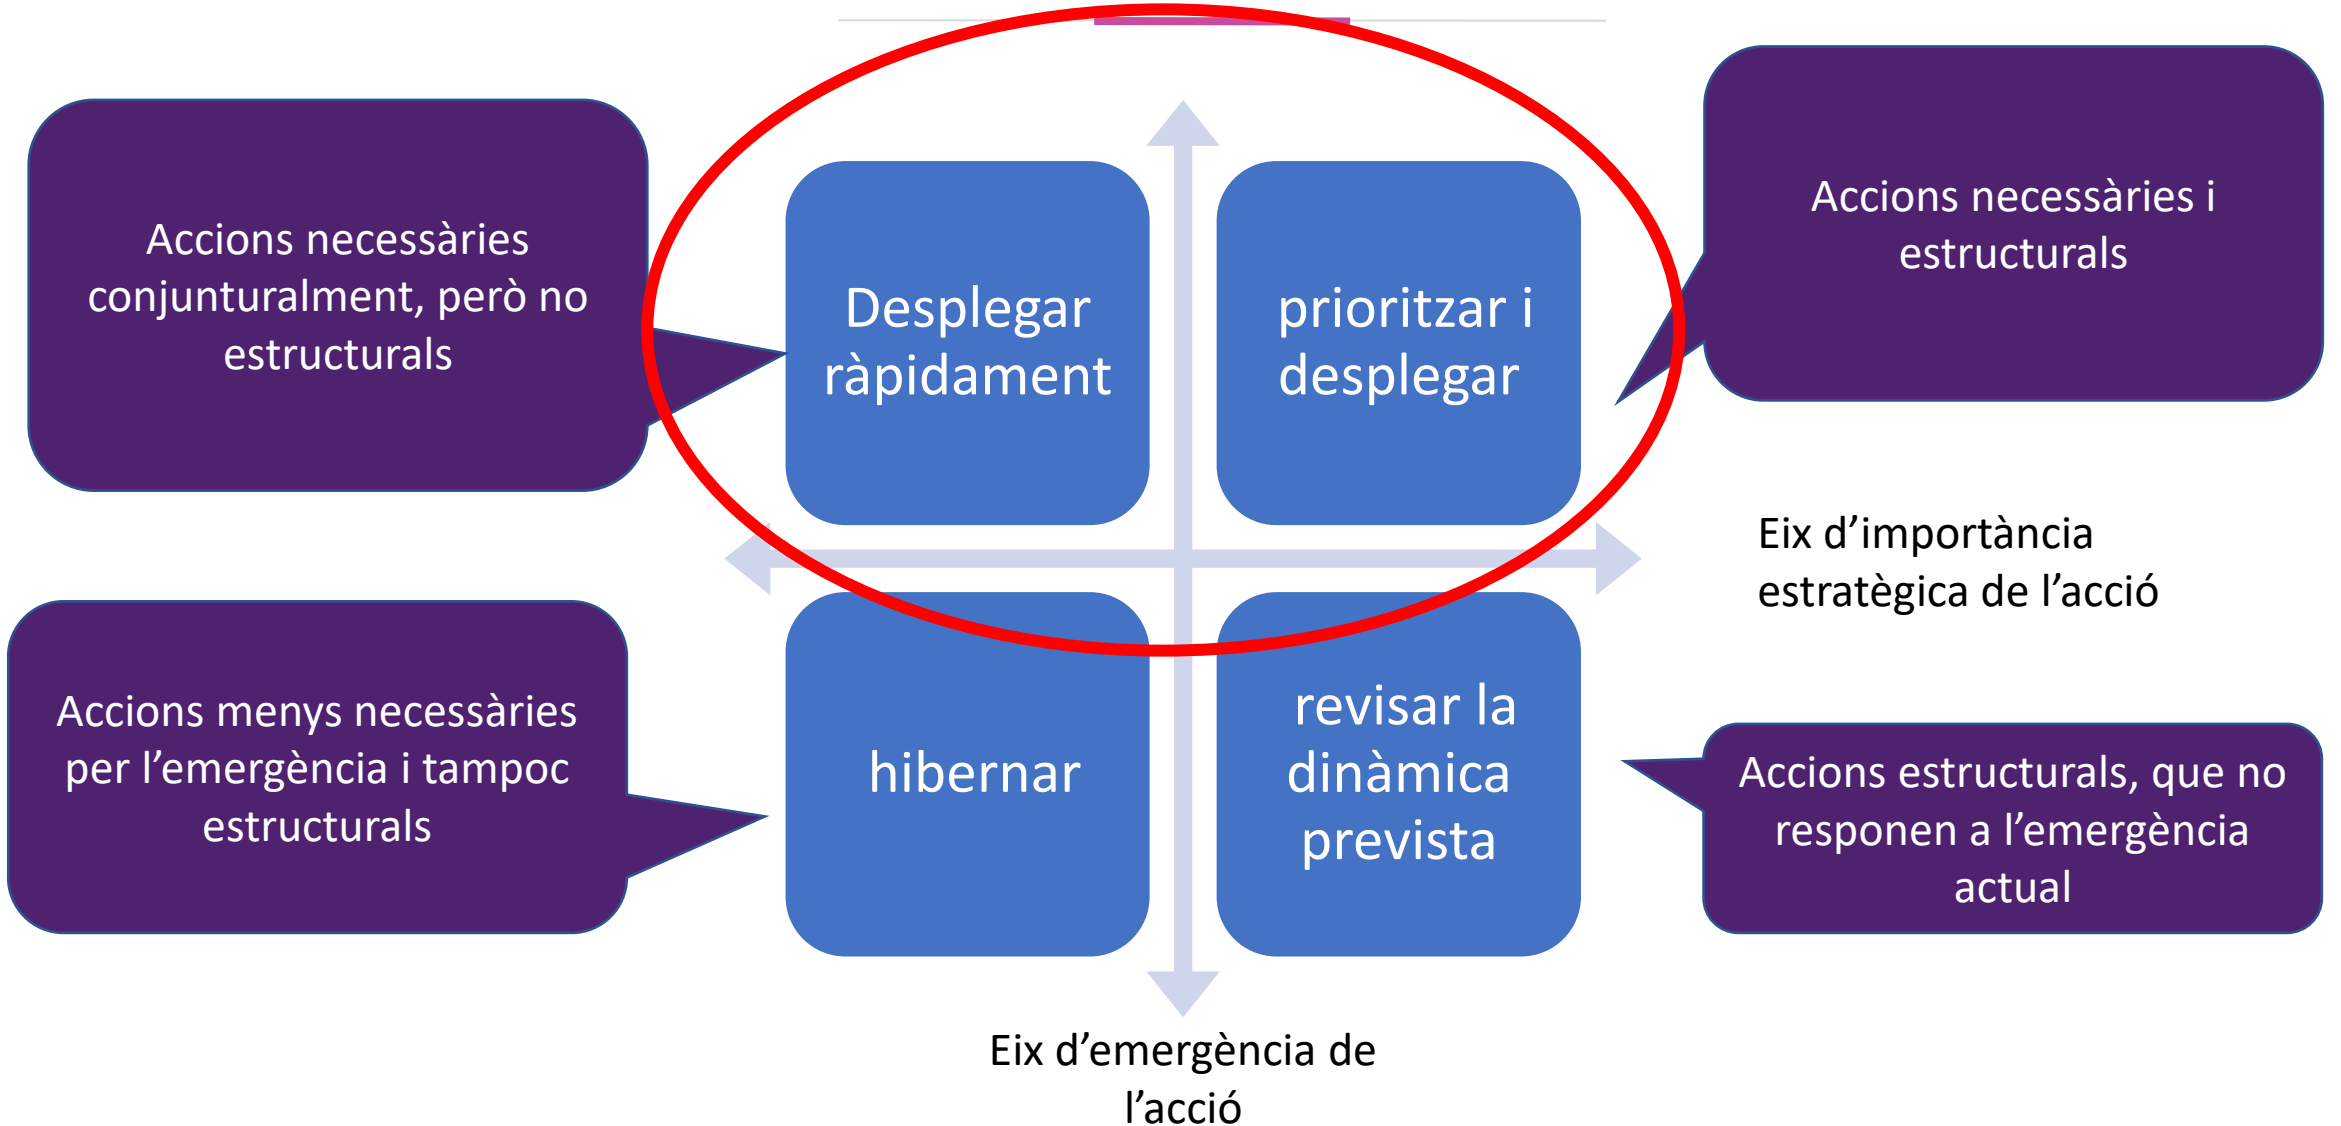 Accions necessàries
conjunturalment, però no
estructurals
Desplegar
ràpidament
prioritzar i
desplegar
Accions necessàries i
estructurals
Eix d’importància
estratègica de l’acció
Accions menys necessàries
per l’emergència i tampoc
estructurals
hibernar
revisar la
dinàmica
prevista
Accions estructurals, que no
responen a l’emergència
actual
Eix d’emergència de
l’acció